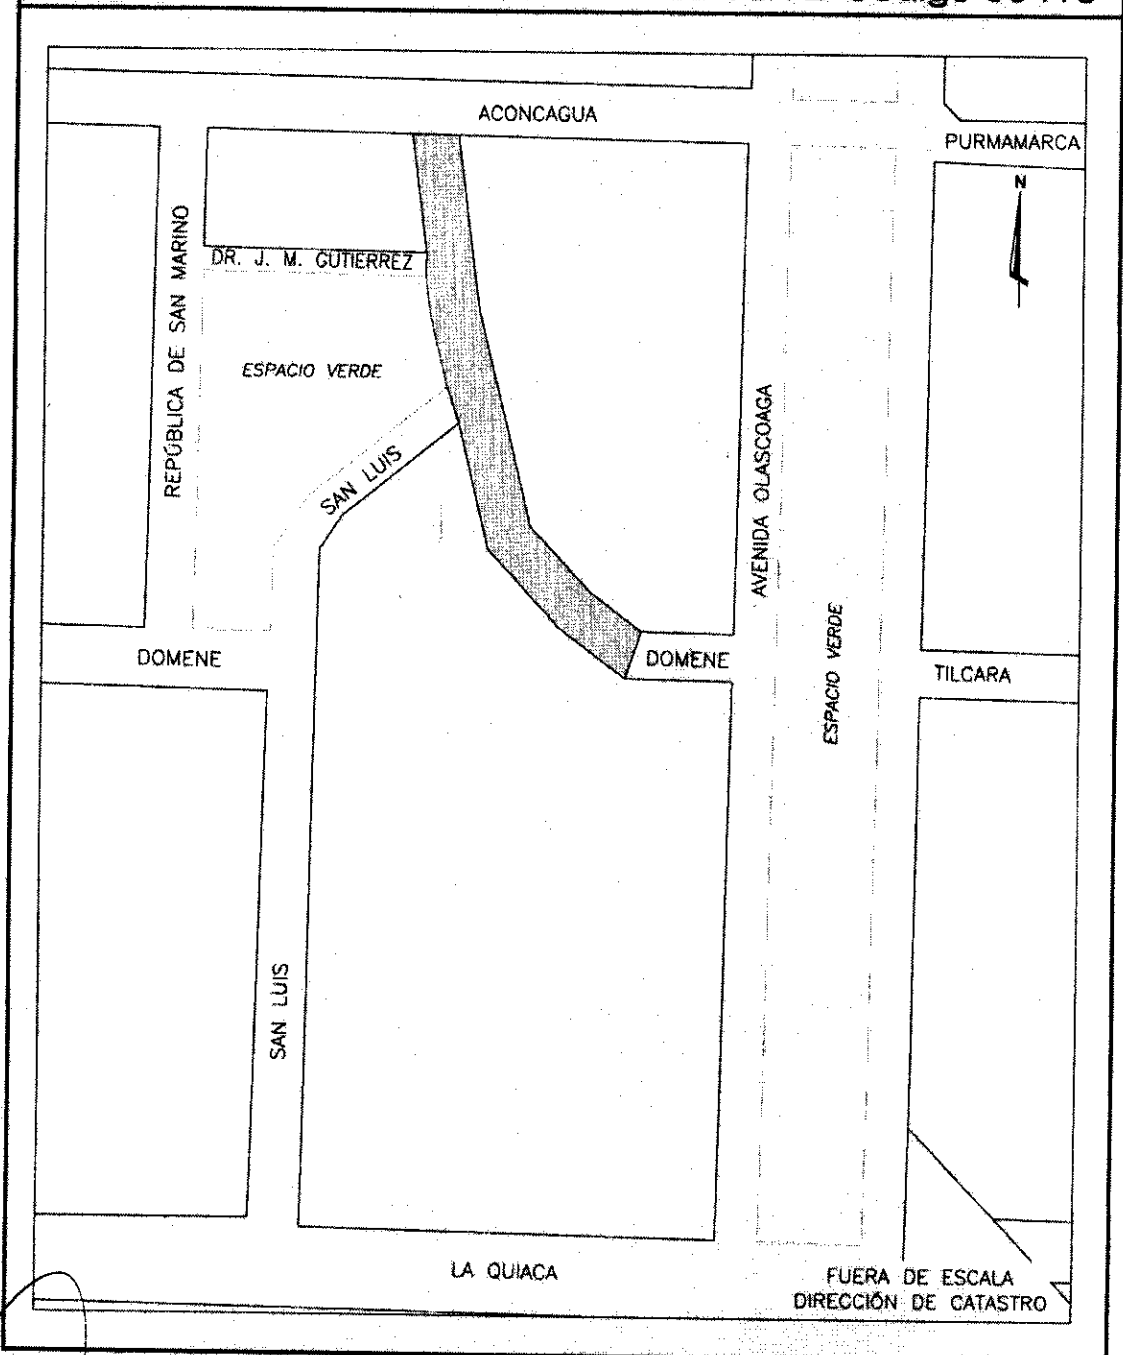 ACONCAGUA
PURMAMARCA
N
DR. J. M. GUTIERREZ
REPÚBLICA DE SAN MARINO
ESPACIO VERDE
SAN LUIS
AVENIDA OLASCOAGA
ESPACIO VERDE
DOMENE
DOMENE
TILCARA
SAN LUIS
LA QUIACA
FUERA DE ESCALA
DIRECCIÓN DE CATASTRO